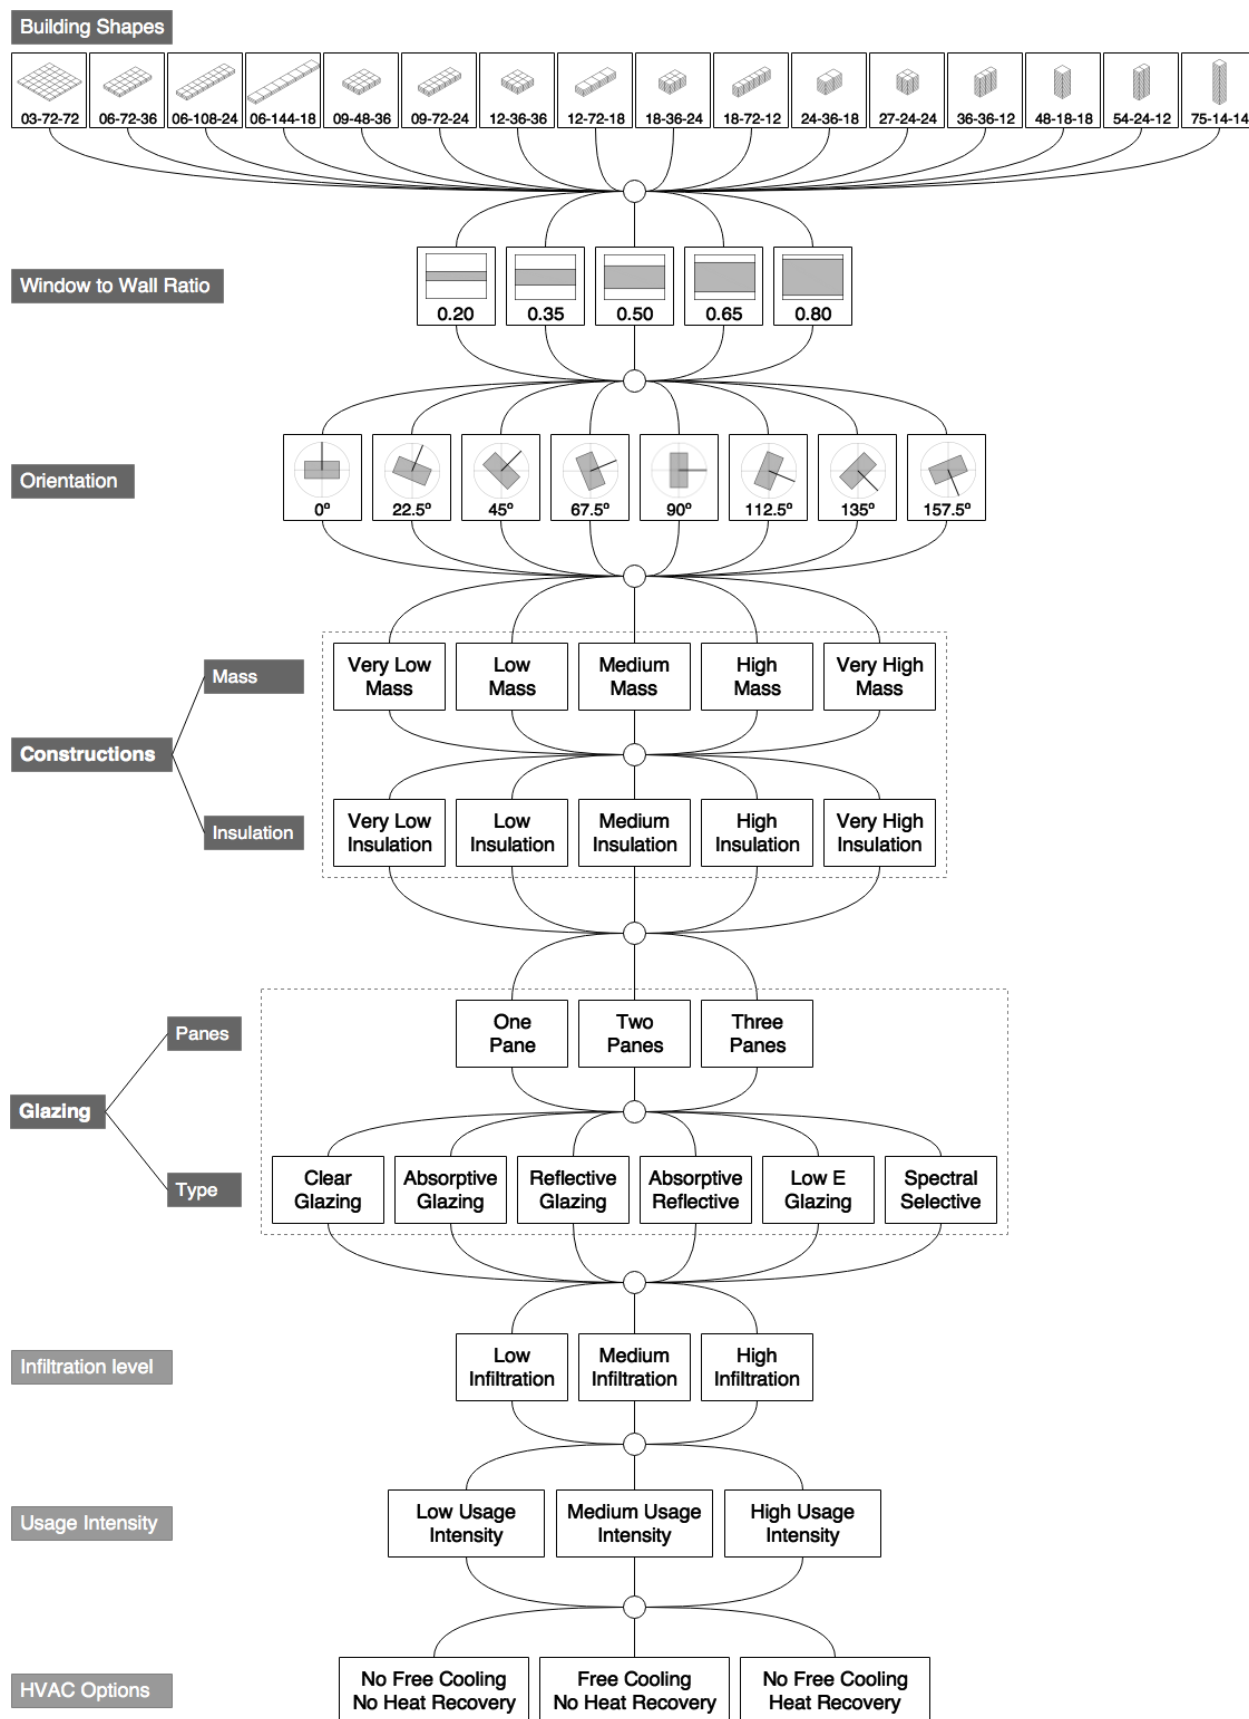 Building Shapes
03-72-72
06-72-36
06-108-24
06-144-18
09-48-36
09-72-24
12-36-36
12-72-18
18-36-24
18-72-12
24-36-18
27-24-24
36-36-12
48-18-18
54-24-12
75-14-14
Window to Wall Ratio
0.20
0.35
0.50
0.65
0.80
Orientation
0º
22.5º
45º
67.5º
90º
112.5º
135º
157.5º
Constructions
Mass
Very Low
Mass
Low
Mass
Medium
Mass
High
Mass
Very High
Mass
Insulation
Very Low
Insulation
Low
Insulation
Medium
Insulation
High
Insulation
Very High
Insulation
Glazing
Panes
One
Pane
Two
Panes
Three
Panes
Type
Clear
Glazing
Absorptive
Glazing
Reflective
Glazing
Absorptive
Reflective
Low E
Glazing
Spectral
Selective
Infiltration level
Low
Infiltration
Medium
Infiltration
High
Infiltration
Usage Intensity
Low Usage
Intensity
Medium Usage
Intensity
High Usage
Intensity
HVAC Options
No Free Cooling
No Heat Recovery
Free Cooling
No Heat Recovery
No Free Cooling
Heat Recovery